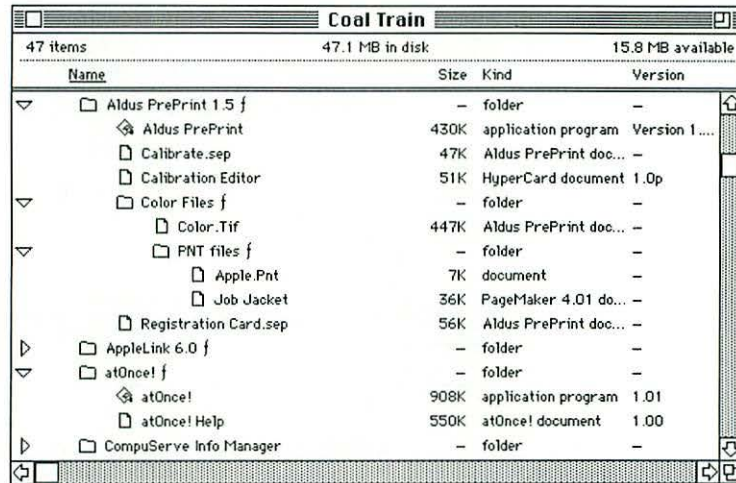 Coal Train
47 items 47.1 MB in disk 15.8 MB available
Name Size Kind Version
Aldus PrePrint 1.5 ƒ – folder –
Aldus PrePrint 430K application program Version 1....
Calibrate.sep 47K Aldus PrePrint doc... –
Calibration Editor 51K HyperCard document 1.0p
Color Files ƒ – folder –
Color.Tif 447K Aldus PrePrint doc... –
PNT files ƒ – folder –
Apple.Pnt 7K document –
Job Jacket 36K PageMaker 4.01 do... –
Registration Card.sep 56K Aldus PrePrint doc... –
AppleLink 6.0 ƒ – folder –
atOnce! ƒ – folder –
atOnce! 908K application program 1.01
atOnce! Help 550K atOnce! document 1.00
CompuServe Info Manager – folder –